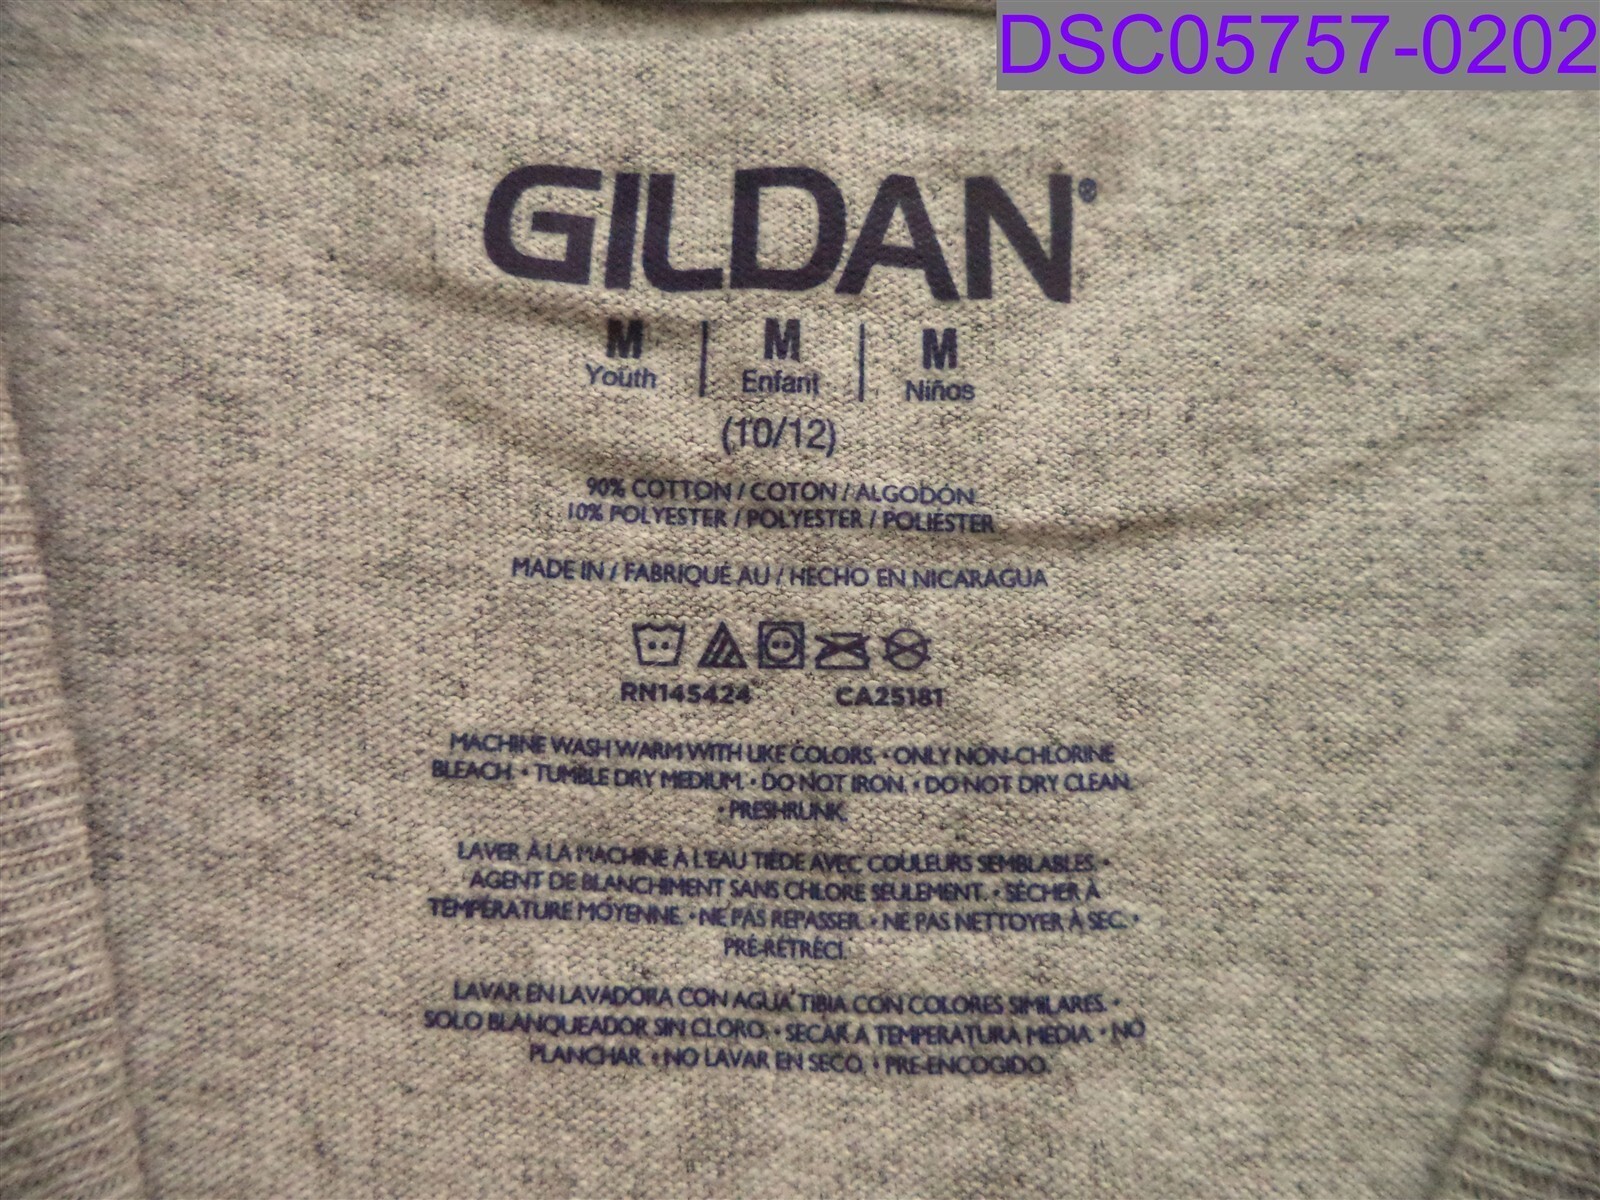 DSC05757-0202
GILDAN®
M | M | M
Youth Enfant Niños
(10/12)
90% COTTON / COTON / ALGODÓN
10% POLYESTER / POLYESTER / POLIÉSTER
MADE IN / FABRIQUÉ AU / HECHO EN NICARAGUA
RN145424 CA25181
MACHINE WASH WARM WITH LIKE COLORS. • ONLY NON-CHLORINE
BLEACH. • TUMBLE DRY MEDIUM. • DO NOT IRON. • DO NOT DRY CLEAN.
• PRESHRUNK.
LAVER À LA MACHINE À L'EAU TIÈDE AVEC COULEURS SEMBLABLES. •
AGENT DE BLANCHIMENT SANS CHLORE SEULEMENT. • SÉCHER À
TEMPÉRATURE MOYENNE. • NE PAS REPASSER. • NE PAS NETTOYER À SEC. •
PRÉ-RÉTRÉCI.
LAVAR EN LAVADORA CON AGUA TIBIA CON COLORES SIMILARES. •
SOLO BLANQUEADOR SIN CLORO. • SECAR A TEMPERATURA MEDIA. • NO
PLANCHAR. • NO LAVAR EN SECO. • PRE-ENCOGIDO.